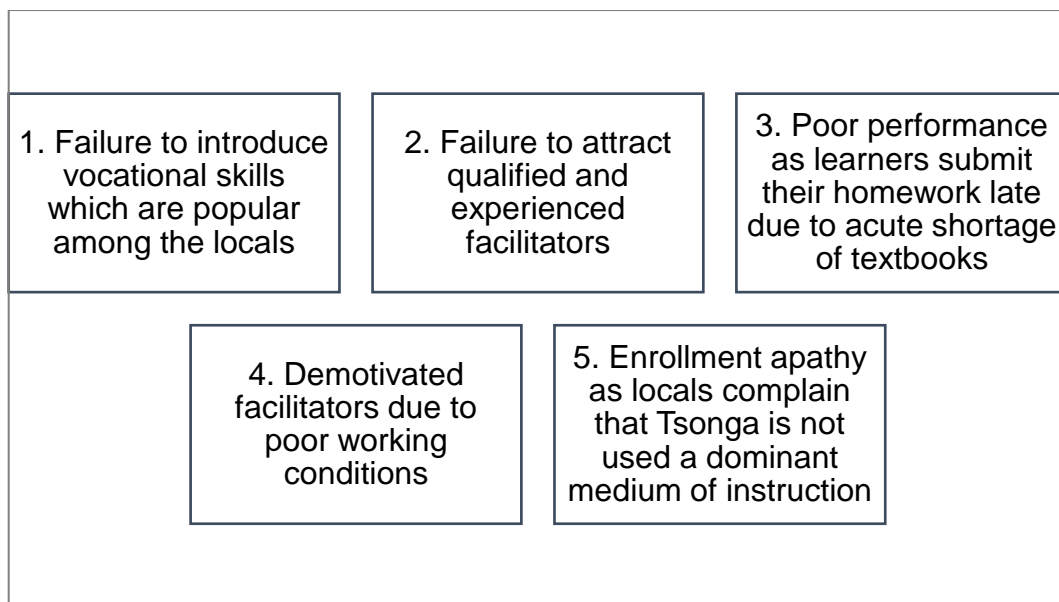 1. Failure to introduce
vocational skills
which are popular
among the locals
2. Failure to attract
qualified and
experienced
facilitators
3. Poor performance
as learners submit
their homework late
due to acute shortage
of textbooks
4. Demotivated
facilitators due to
poor working
conditions
5. Enrollment apathy
as locals complain
that Tsonga is not
used a dominant
medium of instruction